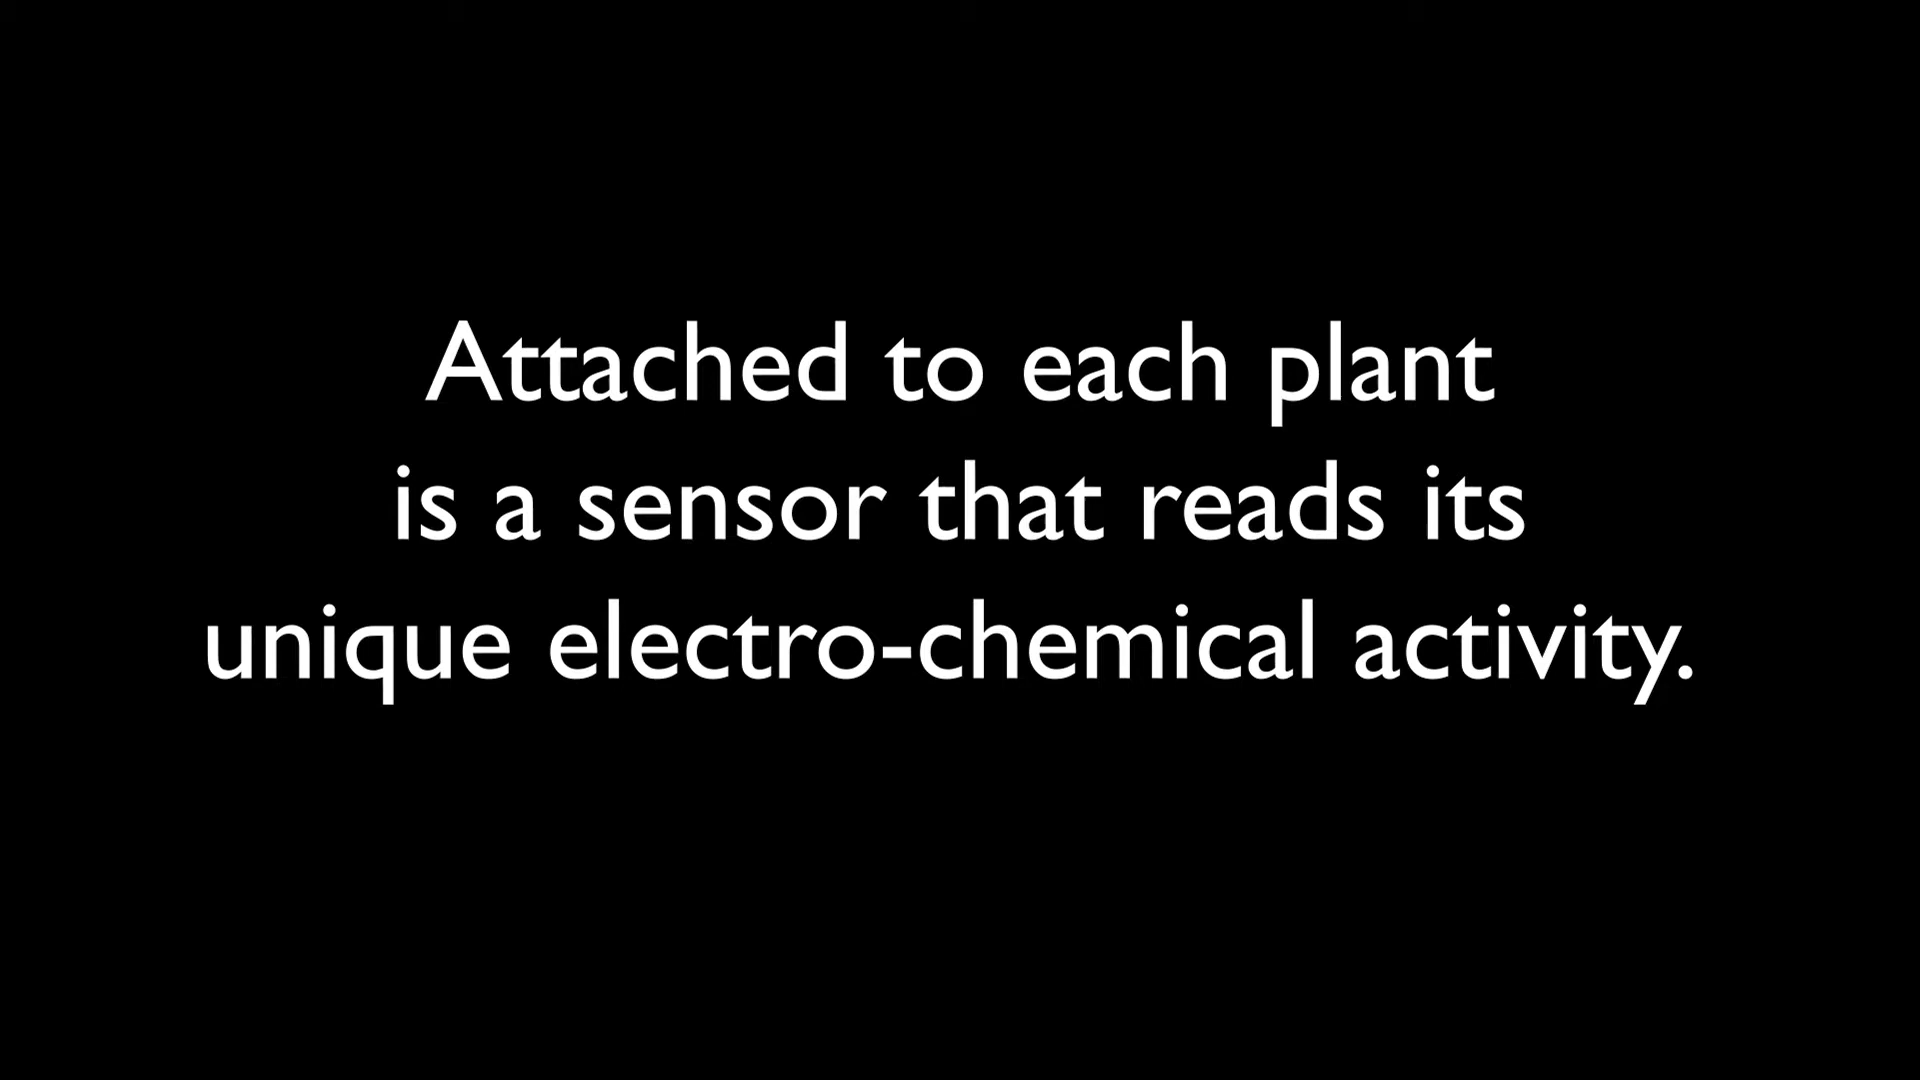 Attached to each plant
is a sensor that reads its
unique electro-chemical activity.